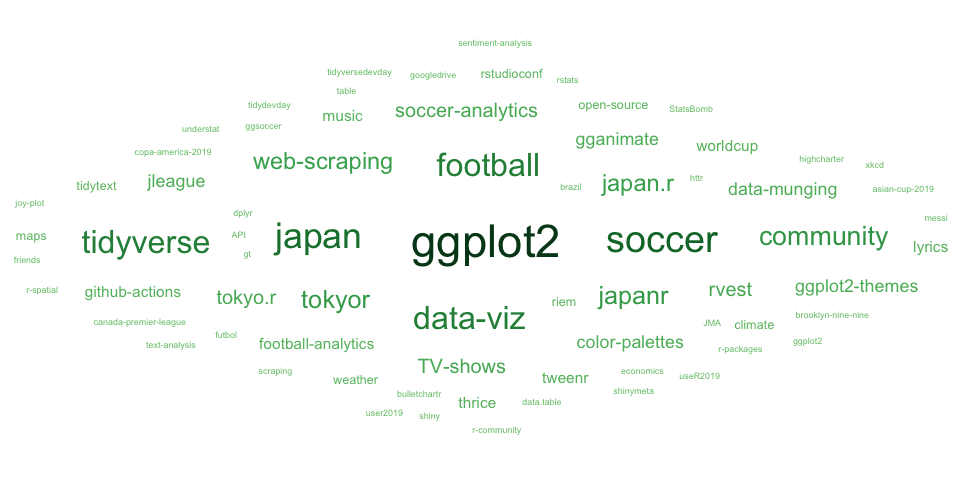 sentiment-analysis
tidyversedevday googledrive rstudioconf rstats
table
tidydevday music soccer-analytics open-source StatsBomb
understat ggsoccer gganimate worldcup
copa-america-2019 web-scraping football highcharter xkcd
tidytext jleague brazil japan.r httr data-munging asian-cup-2019
joy-plot dplyr messi
maps tidyverse API japan ggplot2 soccer community lyrics
friends gt
r-spatial github-actions tokyo.r tokyor riem japanr rvest ggplot2-themes
canada-premier-league data-viz JMA climate brooklyn-nine-nine
text-analysis futbol football-analytics color-palettes r-packages ggplot2
scraping weather TV-shows tweenr economics useR2019
bulletchartr thrice data.table shinymeta
user2019 shiny
r-community